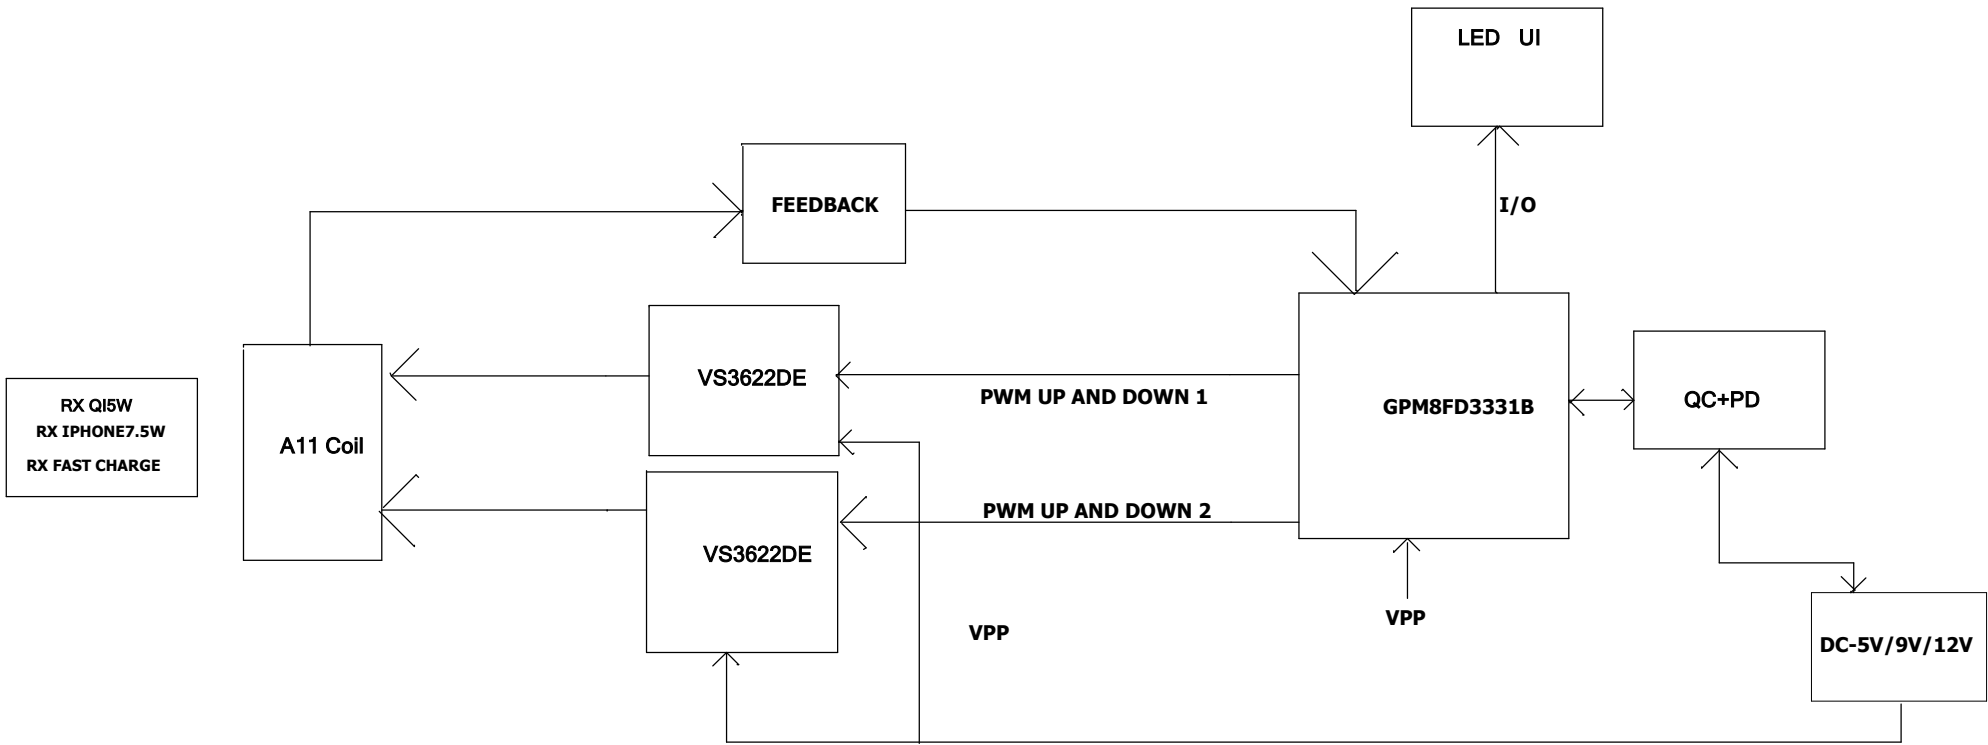 LED UI
FEEDBACK
I/O
VS3622DE
PWM UP AND DOWN 1
GPM8FD3331B
QC+PD
RX QI5W
RX IPHONE7.5W
RX FAST CHARGE
A11 Coil
PWM UP AND DOWN 2
VS3622DE
VPP
VPP
DC-5V/9V/12V